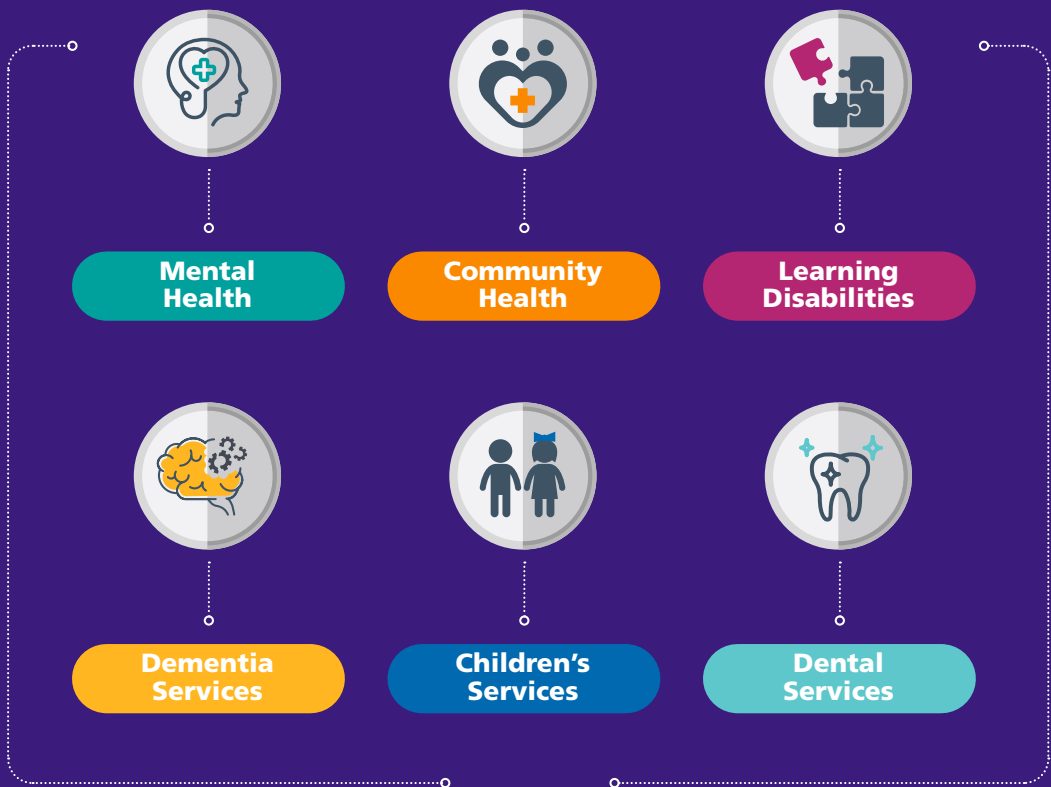 Mental
Health
Community
Health
Learning
Disabilities
Dementia
Services
Children’s
Services
Dental
Services